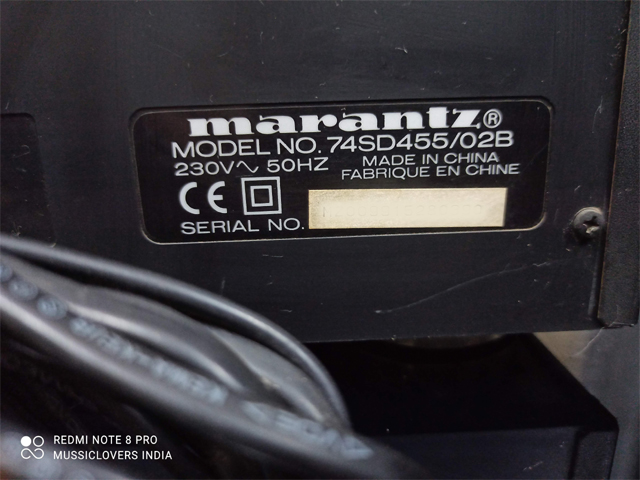 marantz®
MODEL NO. 74SD455/02B
230V~ 50HZ MADE IN CHINA
FABRIQUE EN CHINE
CE
SERIAL NO.
REDMI NOTE 8 PRO
MUSSICLOVERS INDIA